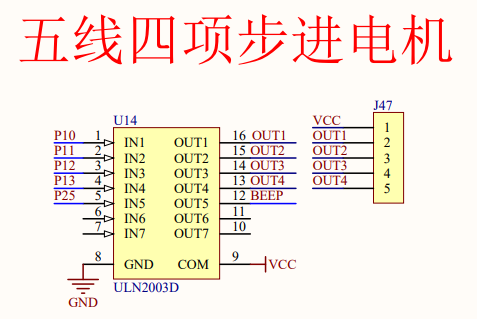 五线四项步进电机
U14
P10 1 IN1 OUT1 16 OUT1
P11 2 IN2 OUT2 15 OUT2
P12 3 IN3 OUT3 14 OUT3
P13 4 IN4 OUT4 13 OUT4
P25 5 IN5 OUT5 12 BEEP
6 IN6 OUT6 11
7 IN7 OUT7 10
8 GND COM 9 VCC
GND
ULN2003D
J47
VCC 1
OUT1 2
OUT2 3
OUT3 4
OUT4 5